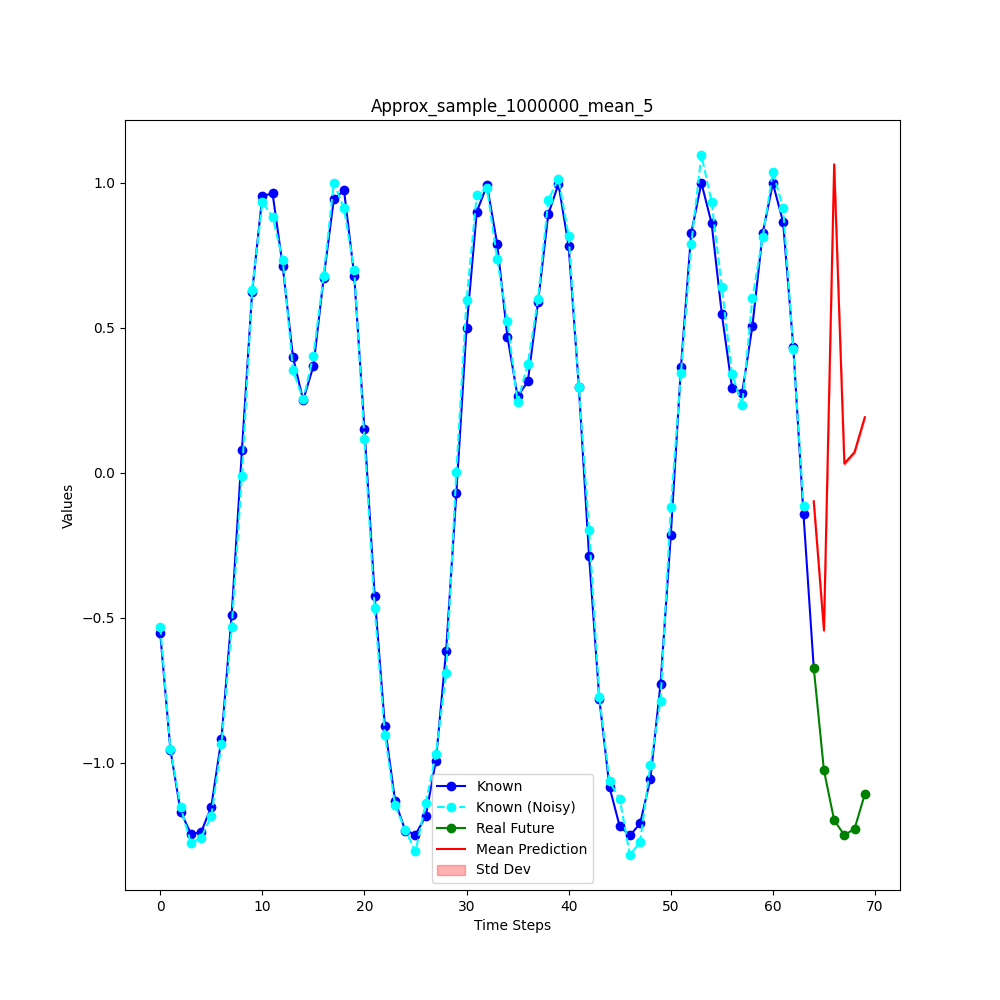 Approx_sample_1000000_mean_5
1.0
0.5
0.0
−0.5
−1.0
Values
Known
Known (Noisy)
Real Future
Mean Prediction
Std Dev
0 10 20 30 40 50 60 70
Time Steps